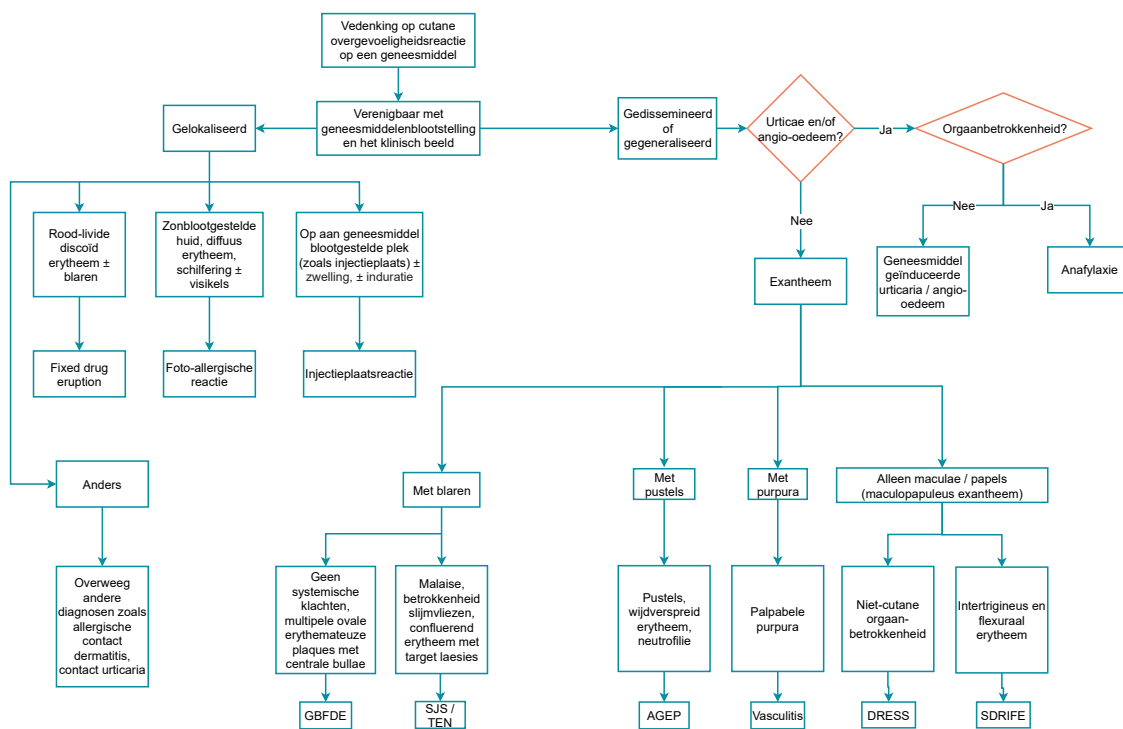 Vedenking op cutane
overgevoeligheidsreactie
op een geneesmiddel
Gelokaliseerd
Verenigbaar met
geneesmiddelenblootstelling
en het klinisch beeld
Gedissemineerd
of
gegeneraliseerd
Urticae en/of
angio-oedeem?
Ja
Orgaanbetrokkenheid?
Nee
Nee
Ja
Rood-livide
discoïd
erytheem ±
blaren
Zonblootgestelde
huid, diffuus
erytheem,
schilfering ±
visikels
Op aan geneesmiddel
blootgestelde plek
(zoals injectieplaats) ±
zwelling, ± induratie
Exantheem
Geneesmiddel
geïnduceerde
urticaria / angio-
oedeem
Anafylaxie
Fixed drug
eruption
Foto-allergische
reactie
Injectieplaatsreactie
Anders
Met blaren
Met
pustels
Met
purpura
Alleen maculae / papels
(maculopapuleus exantheem)
Overweeg
andere
diagnosen zoals
allergische
contact
dermatitis,
contact urticaria
Geen
systemische
klachten,
multipele ovale
erythemateuze
plaques met
centrale bullae
Malaise,
betrokkenheid
slijmvliezen,
confluerend
erytheem met
target laesies
Pustels,
wijdverspreid
erytheem,
neutrofilie
Palpabele
purpura
Niet-cutane
orgaan-
betrokkenheid
Intertrigineus en
flexuraal
erytheem
GBFDE
SJS /
TEN
AGEP
Vasculitis
DRESS
SDRIFE